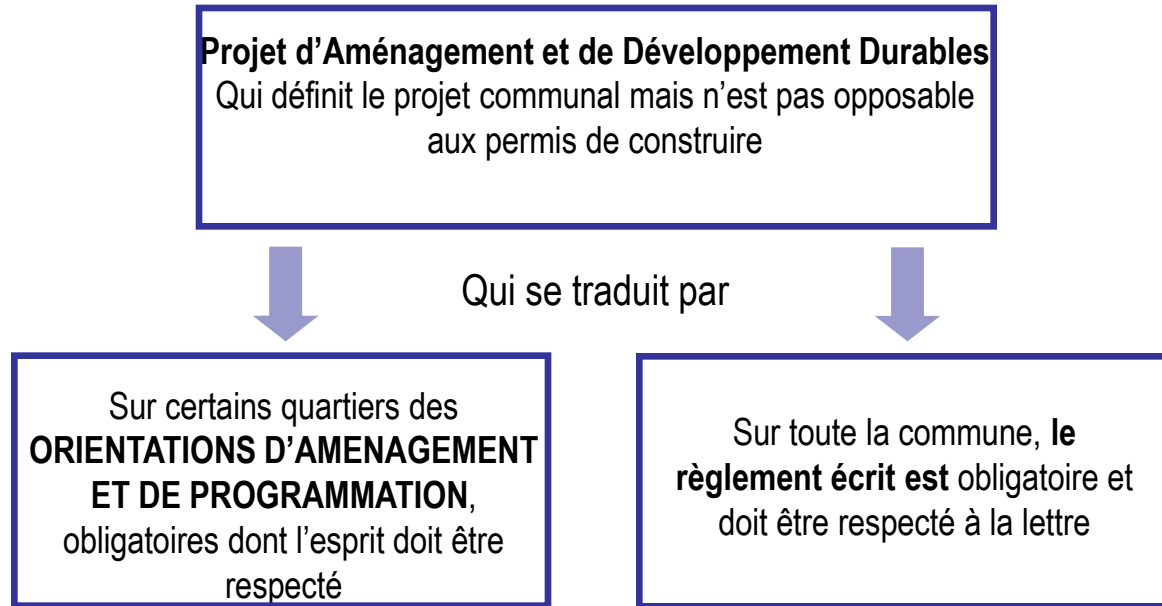 Projet d’Aménagement et de Développement Durables
Qui définit le projet communal mais n’est pas opposable
aux permis de construire
Qui se traduit par
Sur certains quartiers des
ORIENTATIONS D’AMENAGEMENT
ET DE PROGRAMMATION,
obligatoires dont l’esprit doit être
respecté
Sur toute la commune, le
règlement écrit est obligatoire et
doit être respecté à la lettre